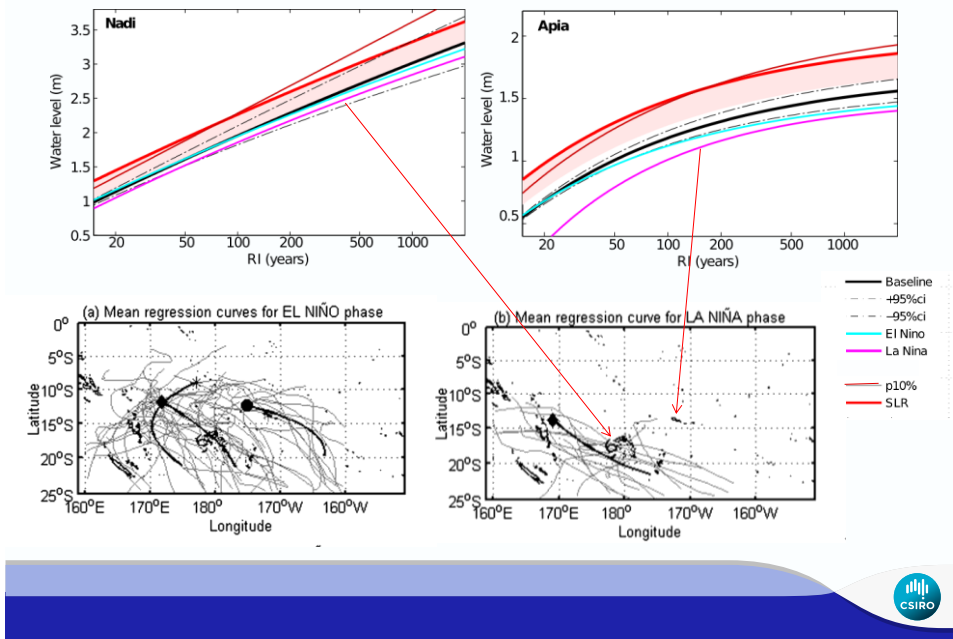 Nadi
3.5
3
2.5
2
1.5
1
0.5
Water level (m)
20 50 100 200 500 1000
RI (years)
Apia
2
1.5
1
0.5
Water level (m)
20 50 100 200 500 1000
RI (years)
Baseline
+95%ci
−95%ci
El Nino
La Nina
p10%
SLR
(a) Mean regression curves for EL NIÑO phase
0°
5°S
10°S
15°S
20°S
25°S
Latitude
160°E 170°E 180° 170°W 160°W
Longitude
(b) Mean regression curve for LA NIÑA phase
0°
5°S
10°S
15°S
20°S
25°S
Latitude
160°E 170°E 180° 170°W 160°W
Longitude
CSIRO